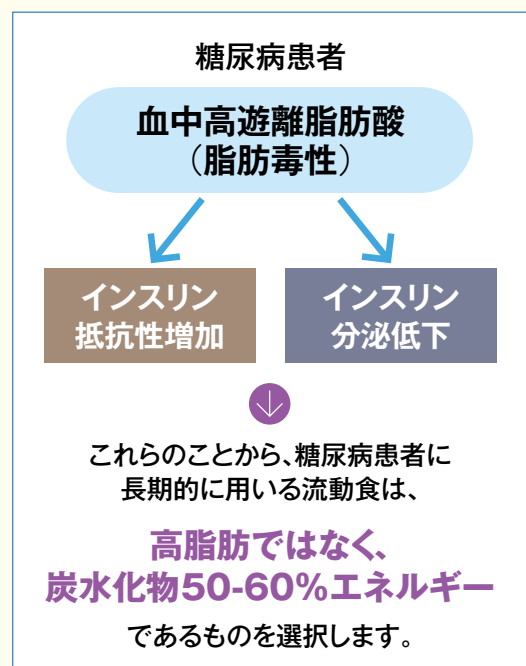 糖尿病患者
血中高遊離脂肪酸
（脂肪毒性）
インスリン
抵抗性増加
インスリン
分泌低下
これらのことから、糖尿病患者に
長期的に用いる流動食は、
高脂肪ではなく、
炭水化物50-60%エネルギー
であるものを選択します。